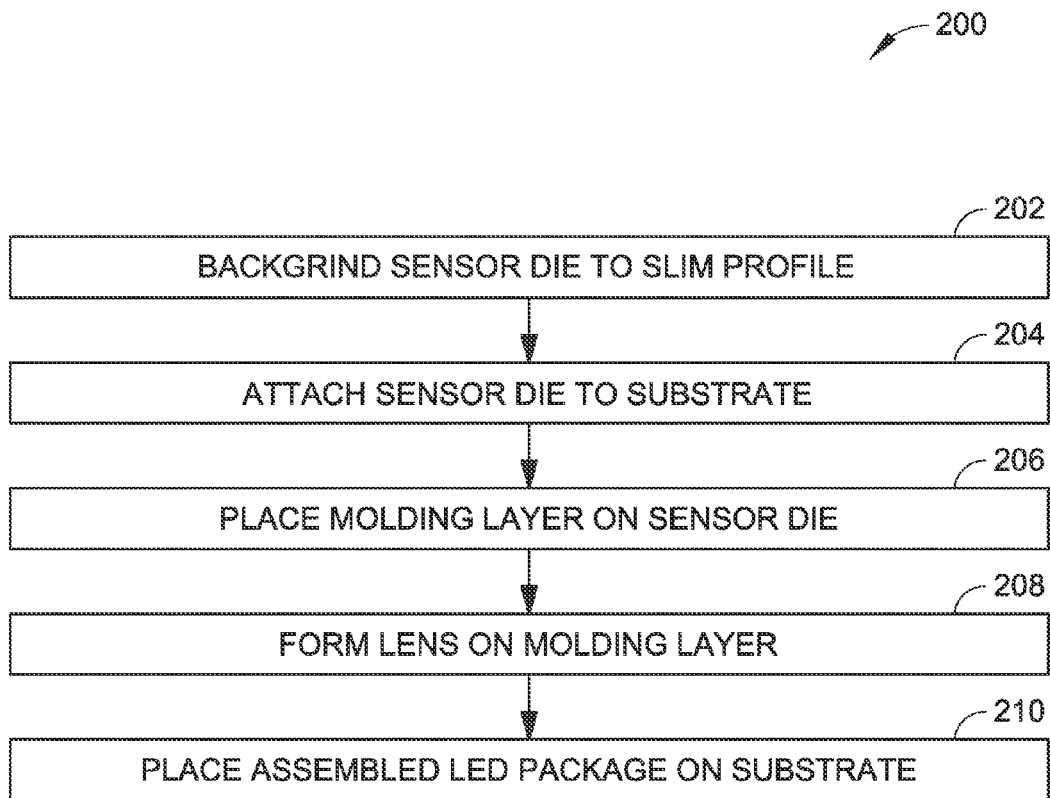 200
202
BACKGRIND SENSOR DIE TO SLIM PROFILE
204
ATTACH SENSOR DIE TO SUBSTRATE
206
PLACE MOLDING LAYER ON SENSOR DIE
208
FORM LENS ON MOLDING LAYER
210
PLACE ASSEMBLED LED PACKAGE ON SUBSTRATE